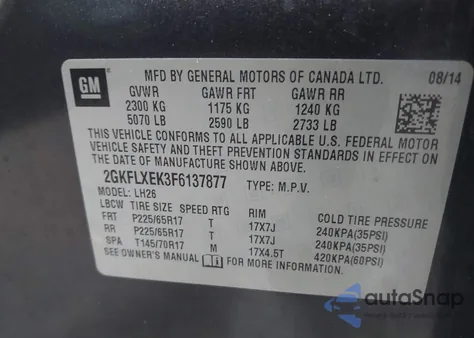 GM
MFD BY GENERAL MOTORS OF CANADA LTD. 08/14
GVWR GAWR FRT GAWR RR
2300 KG 1175 KG 1240 KG
5070 LB 2590 LB 2733 LB
THIS VEHICLE CONFORMS TO ALL APPLICABLE U.S. FEDERAL MOTOR
VEHICLE SAFETY AND THEFT PREVENTION STANDARDS IN EFFECT ON
THE DATE OF MANUFACTURE SHOWN ABOVE.
2GKFLXEK3F6137877 TYPE: M.P.V.
MODEL: LH26
LBCW TIRE SIZE SPEED RTG RIM COLD TIRE PRESSURE
FRT P225/65R17 T 17X7J 240KPA(35PSI)
RR P225/65R17 T 17X7J 240KPA(35PSI)
SPA T145/70R17 M 17X4.5T 420KPA(60PSI)
SEE OWNER'S MANUAL FOR MORE INFORMATION
autoSnap